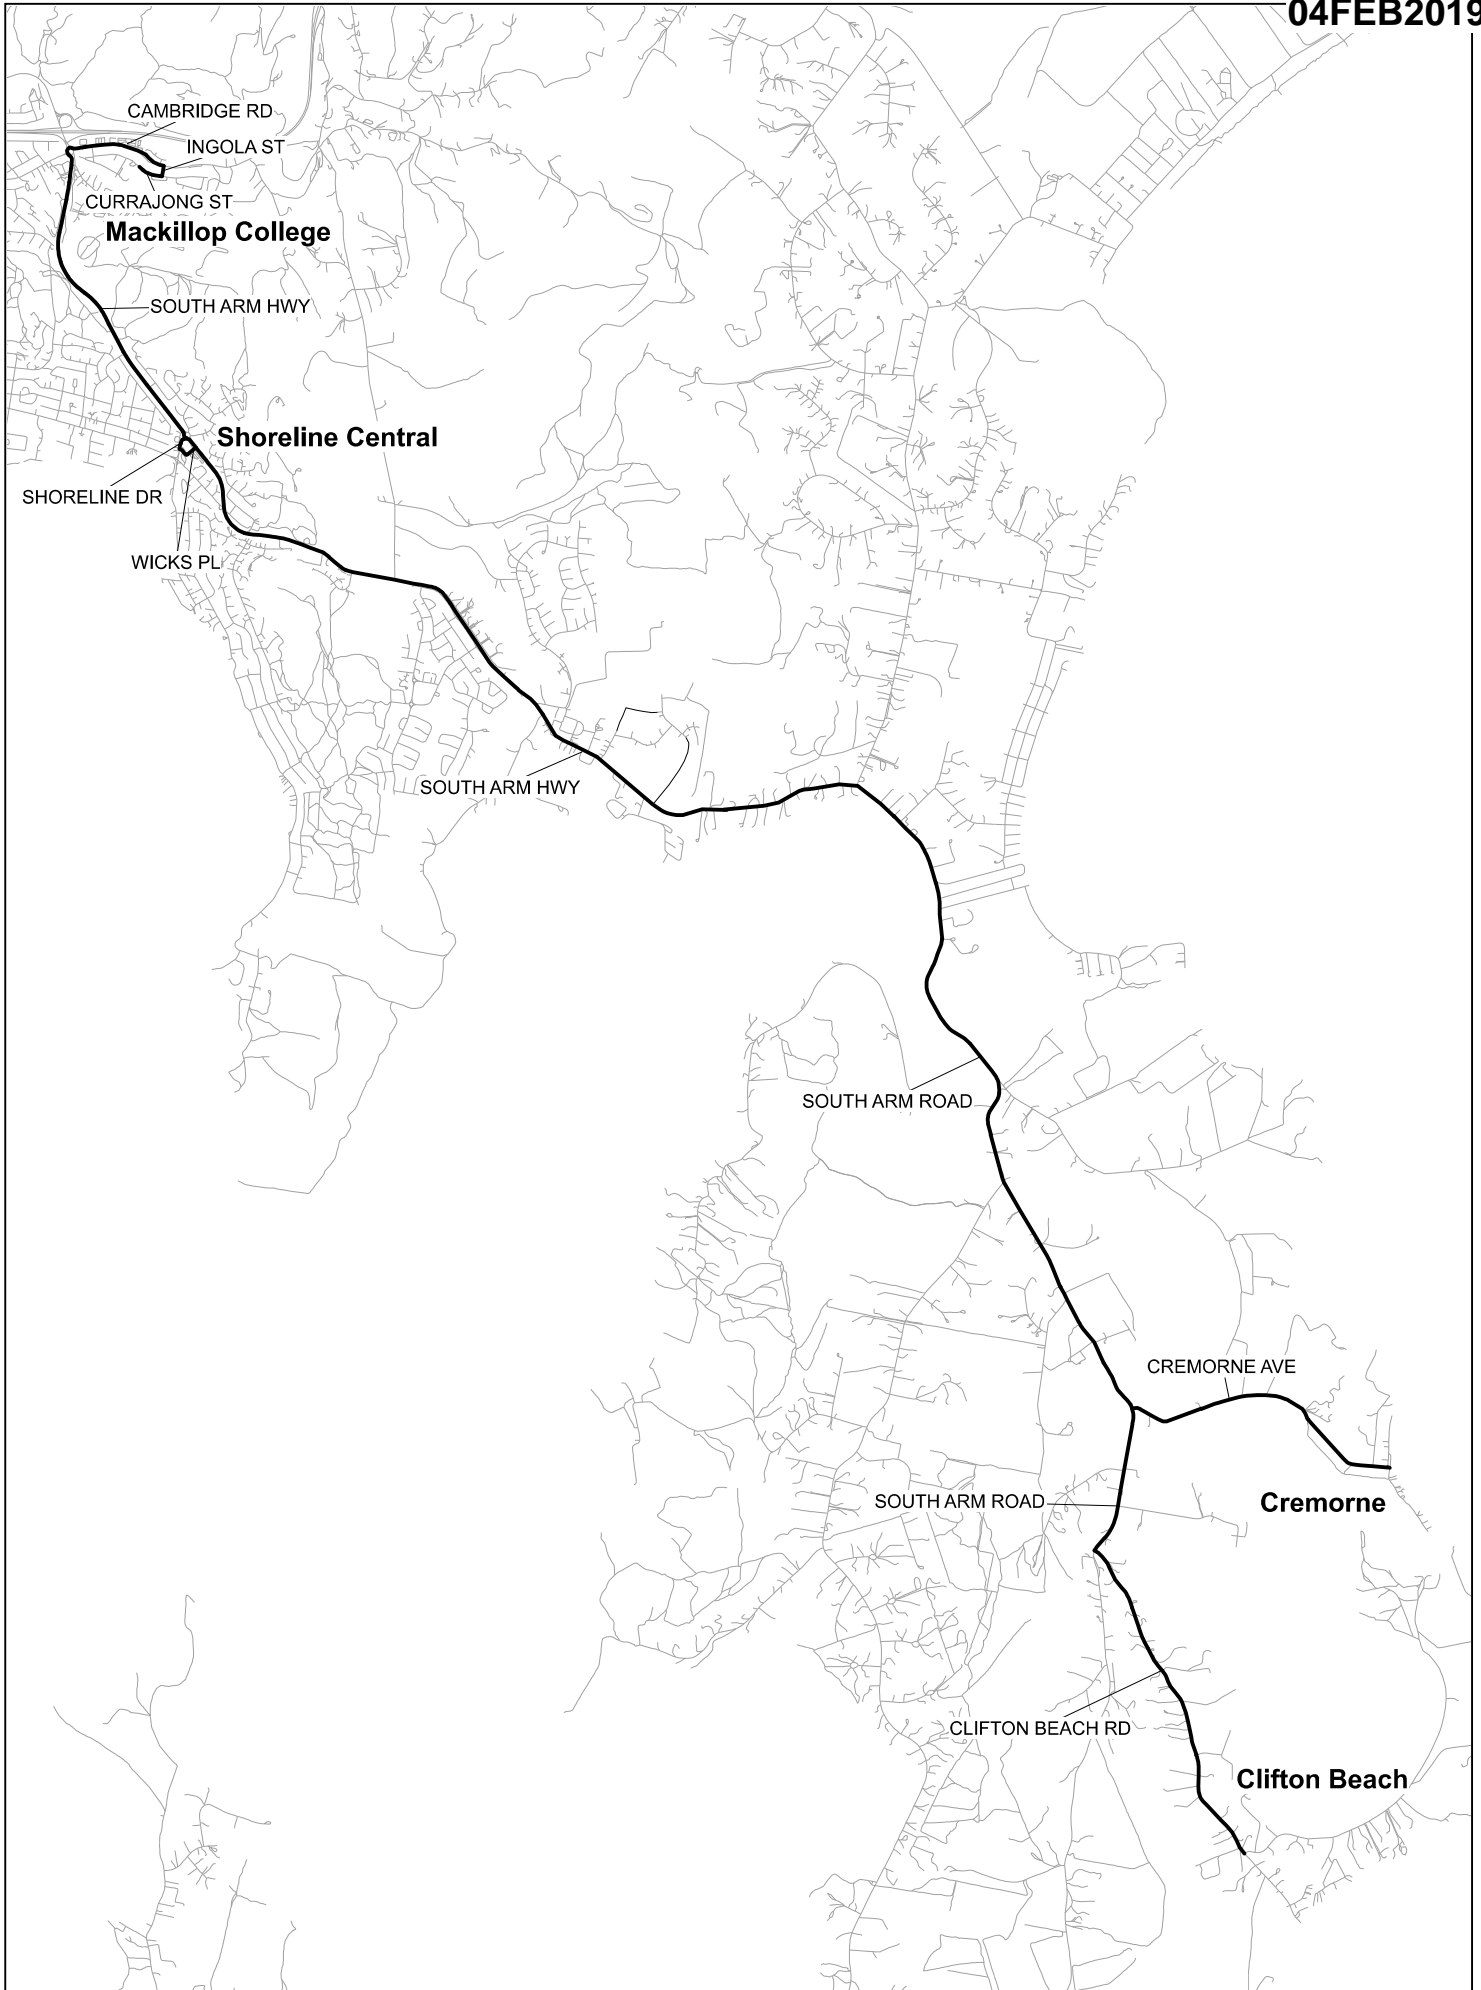 04FEB2019
CAMBRIDGE RD
INGOLA ST
CURRAJONG ST
Mackillop College
SOUTH ARM HWY
Shoreline Central
SHORELINE DR
WICKS PL
SOUTH ARM HWY
SOUTH ARM ROAD
CREMORNE AVE
SOUTH ARM ROAD
Cremorne
CLIFTON BEACH RD
Clifton Beach